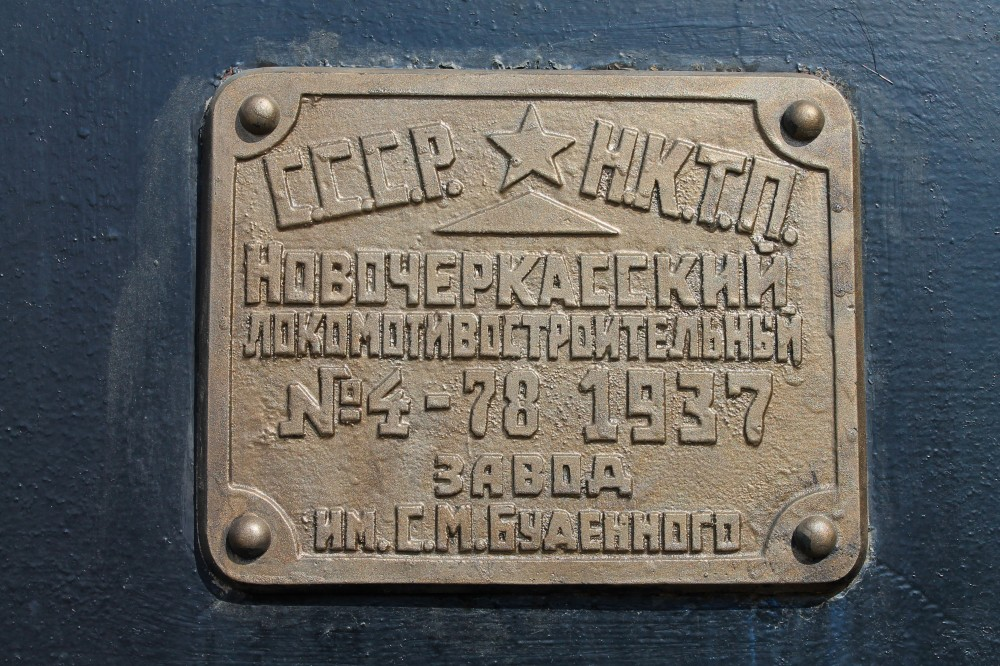 С.С.С.Р. Н.К.Т.П.
НОВОЧЕРКАССКИЙ
ЛОКОМОТИВОСТРОИТЕЛЬНЫЙ
№4-78 1937
ЗАВОД
ИМ. С.М. БУДЕННОГО